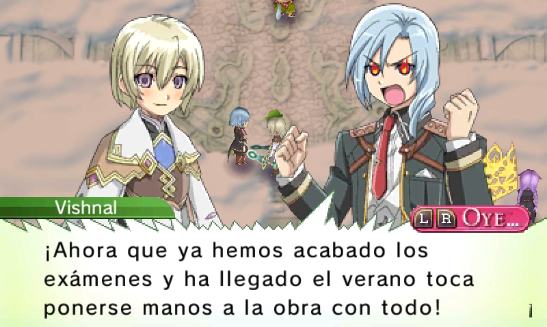 Vishnal
L R OYE...
¡Ahora que ya hemos acabado los
exámenes y ha llegado el verano toca
ponerse manos a la obra con todo!